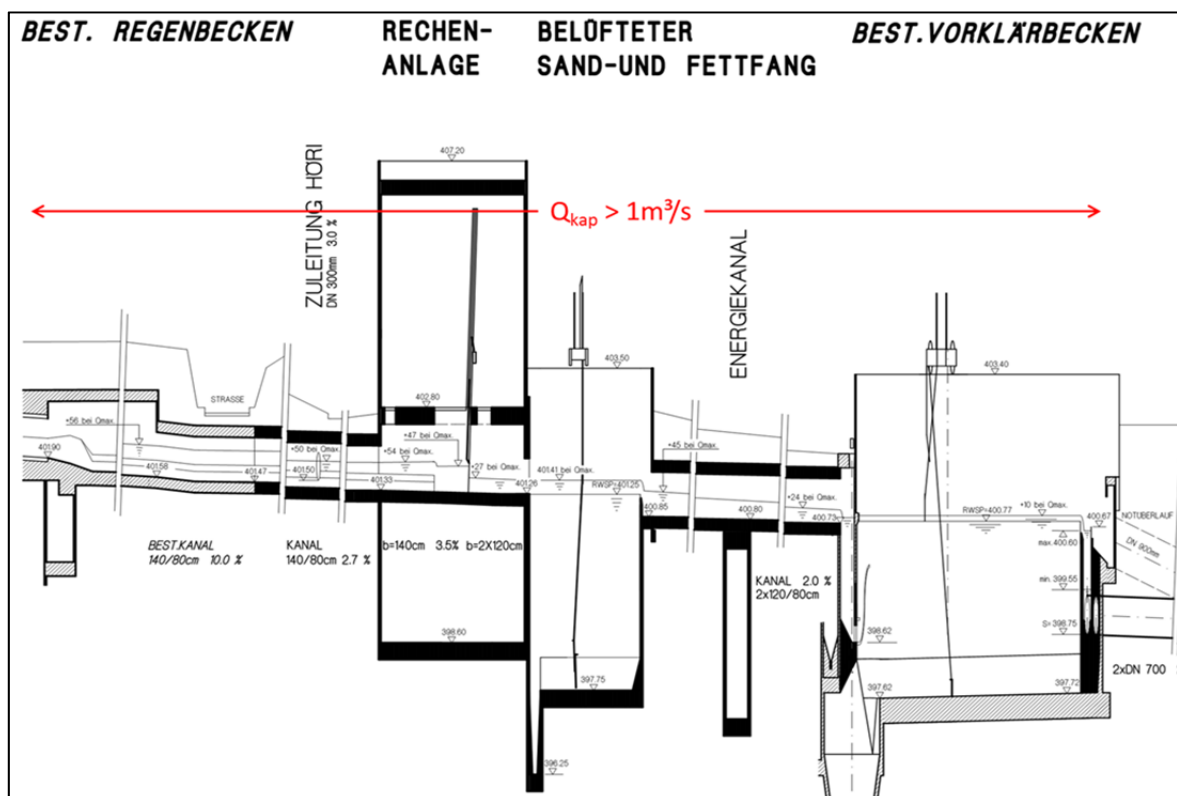 BEST. REGENBECKEN
RECHEN-
ANLAGE
BELÜFTETER
SAND-UND FETTFANG
BEST.VORKLÄRBECKEN
407.20
ZULEITUNG HÖRI
DN 300mm 3.0 %
Qkap > 1m³/s
ENERGIEKANAL
STRASSE
403.50
403.40
402.80
+56 bei Qmax.
+50 bei Qmax.
+54 bei Qmax.
+47 bei Qmax.
+27 bei Qmax.
401.41 bei Qmax.
+45 bei Qmax.
+24 bei Qmax.
+10 bei Qmax.
401.90
401.58
401.47
401.50
401.33
401.26
RWSP=401.25
400.85
400.80
400.73
RWSP=400.77
400.67
NOTÜBERLAUF
DN 900mm
max. 400.60
min. 399.55
S= 398.75
BEST.KANAL
140/80cm 10.0 %
KANAL
140/80cm 2.7 %
b=140cm 3.5% b=2X120cm
KANAL 2.0 %
2x120/80cm
398.60
398.62
397.75
397.62
397.72
2xDN 700
396.25